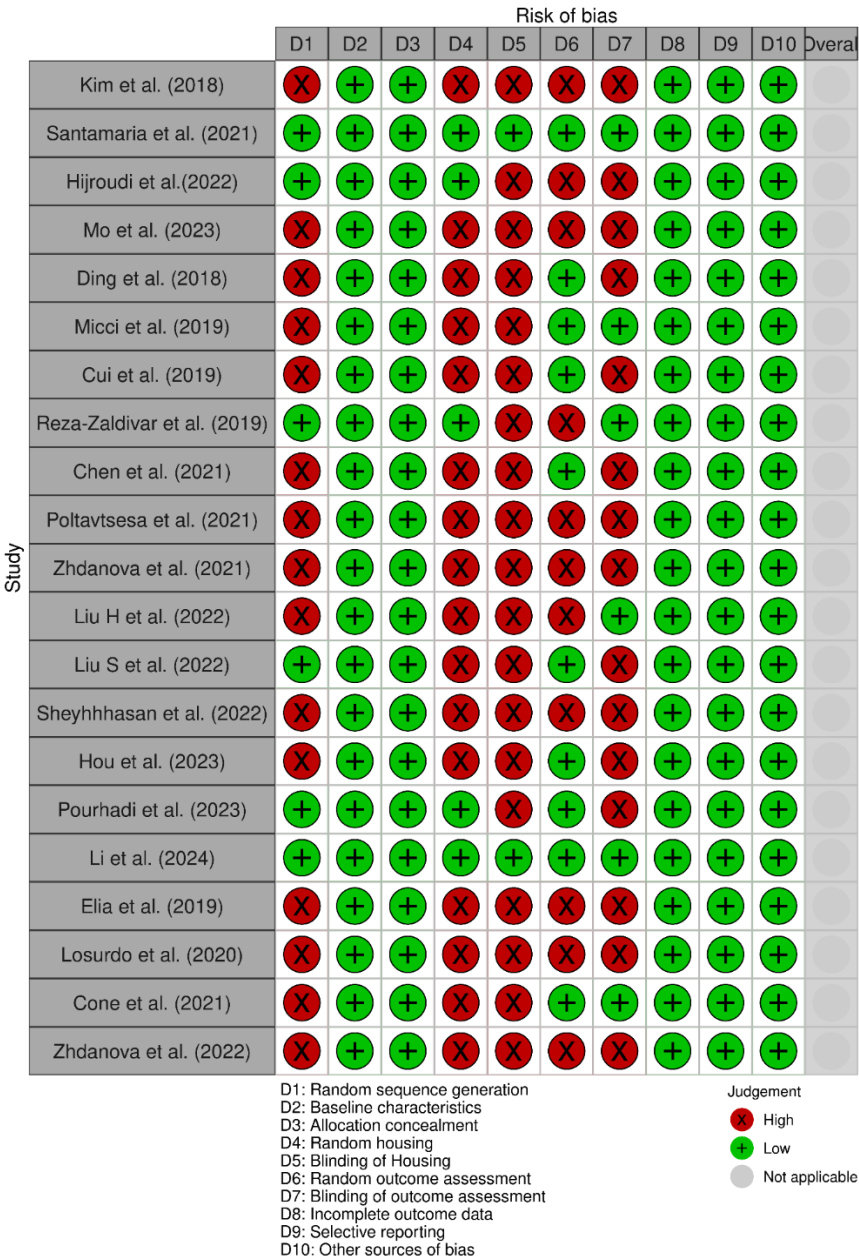 Risk of bias
D1 D2 D3 D4 D5 D6 D7 D8 D9 D10 Overal
Kim et al. (2018) X + + X X X X + + +
Santamaria et al. (2021) + + + + + + + + + +
Hijroudi et al.(2022) + + + + X X X + + +
Mo et al. (2023) X + + X X X X + + +
Ding et al. (2018) X + + X X + X + + +
Micci et al. (2019) X + + X X + + + + +
Cui et al. (2019) X + + X X + X + + +
Reza-Zaldivar et al. (2019) + + + + X X + + + +
Chen et al. (2021) X + + X X + X + + +
Poltavtsesa et al. (2021) X + + X X X X + + +
Zhdanova et al. (2021) X + + X X X X + + +
Liu H et al. (2022) X + + X X X + + + +
Liu S et al. (2022) + + + X X + X + + +
Sheyhhhasan et al. (2022) X + + X X X X + + +
Hou et al. (2023) X + + X X + X + + +
Pourhadi et al. (2023) + + + + X + X + + +
Li et al. (2024) + + + + + + + + + +
Elia et al. (2019) X + + X X X X + + +
Losurdo et al. (2020) X + + X X X X + + +
Cone et al. (2021) X + + X X + + + + +
Zhdanova et al. (2022) X + + X X X X + + +
Study
D1: Random sequence generation
D2: Baseline characteristics
D3: Allocation concealment
D4: Random housing
D5: Blinding of Housing
D6: Random outcome assessment
D7: Blinding of outcome assessment
D8: Incomplete outcome data
D9: Selective reporting
D10: Other sources of bias
Judgement
X High
+ Low
Not applicable